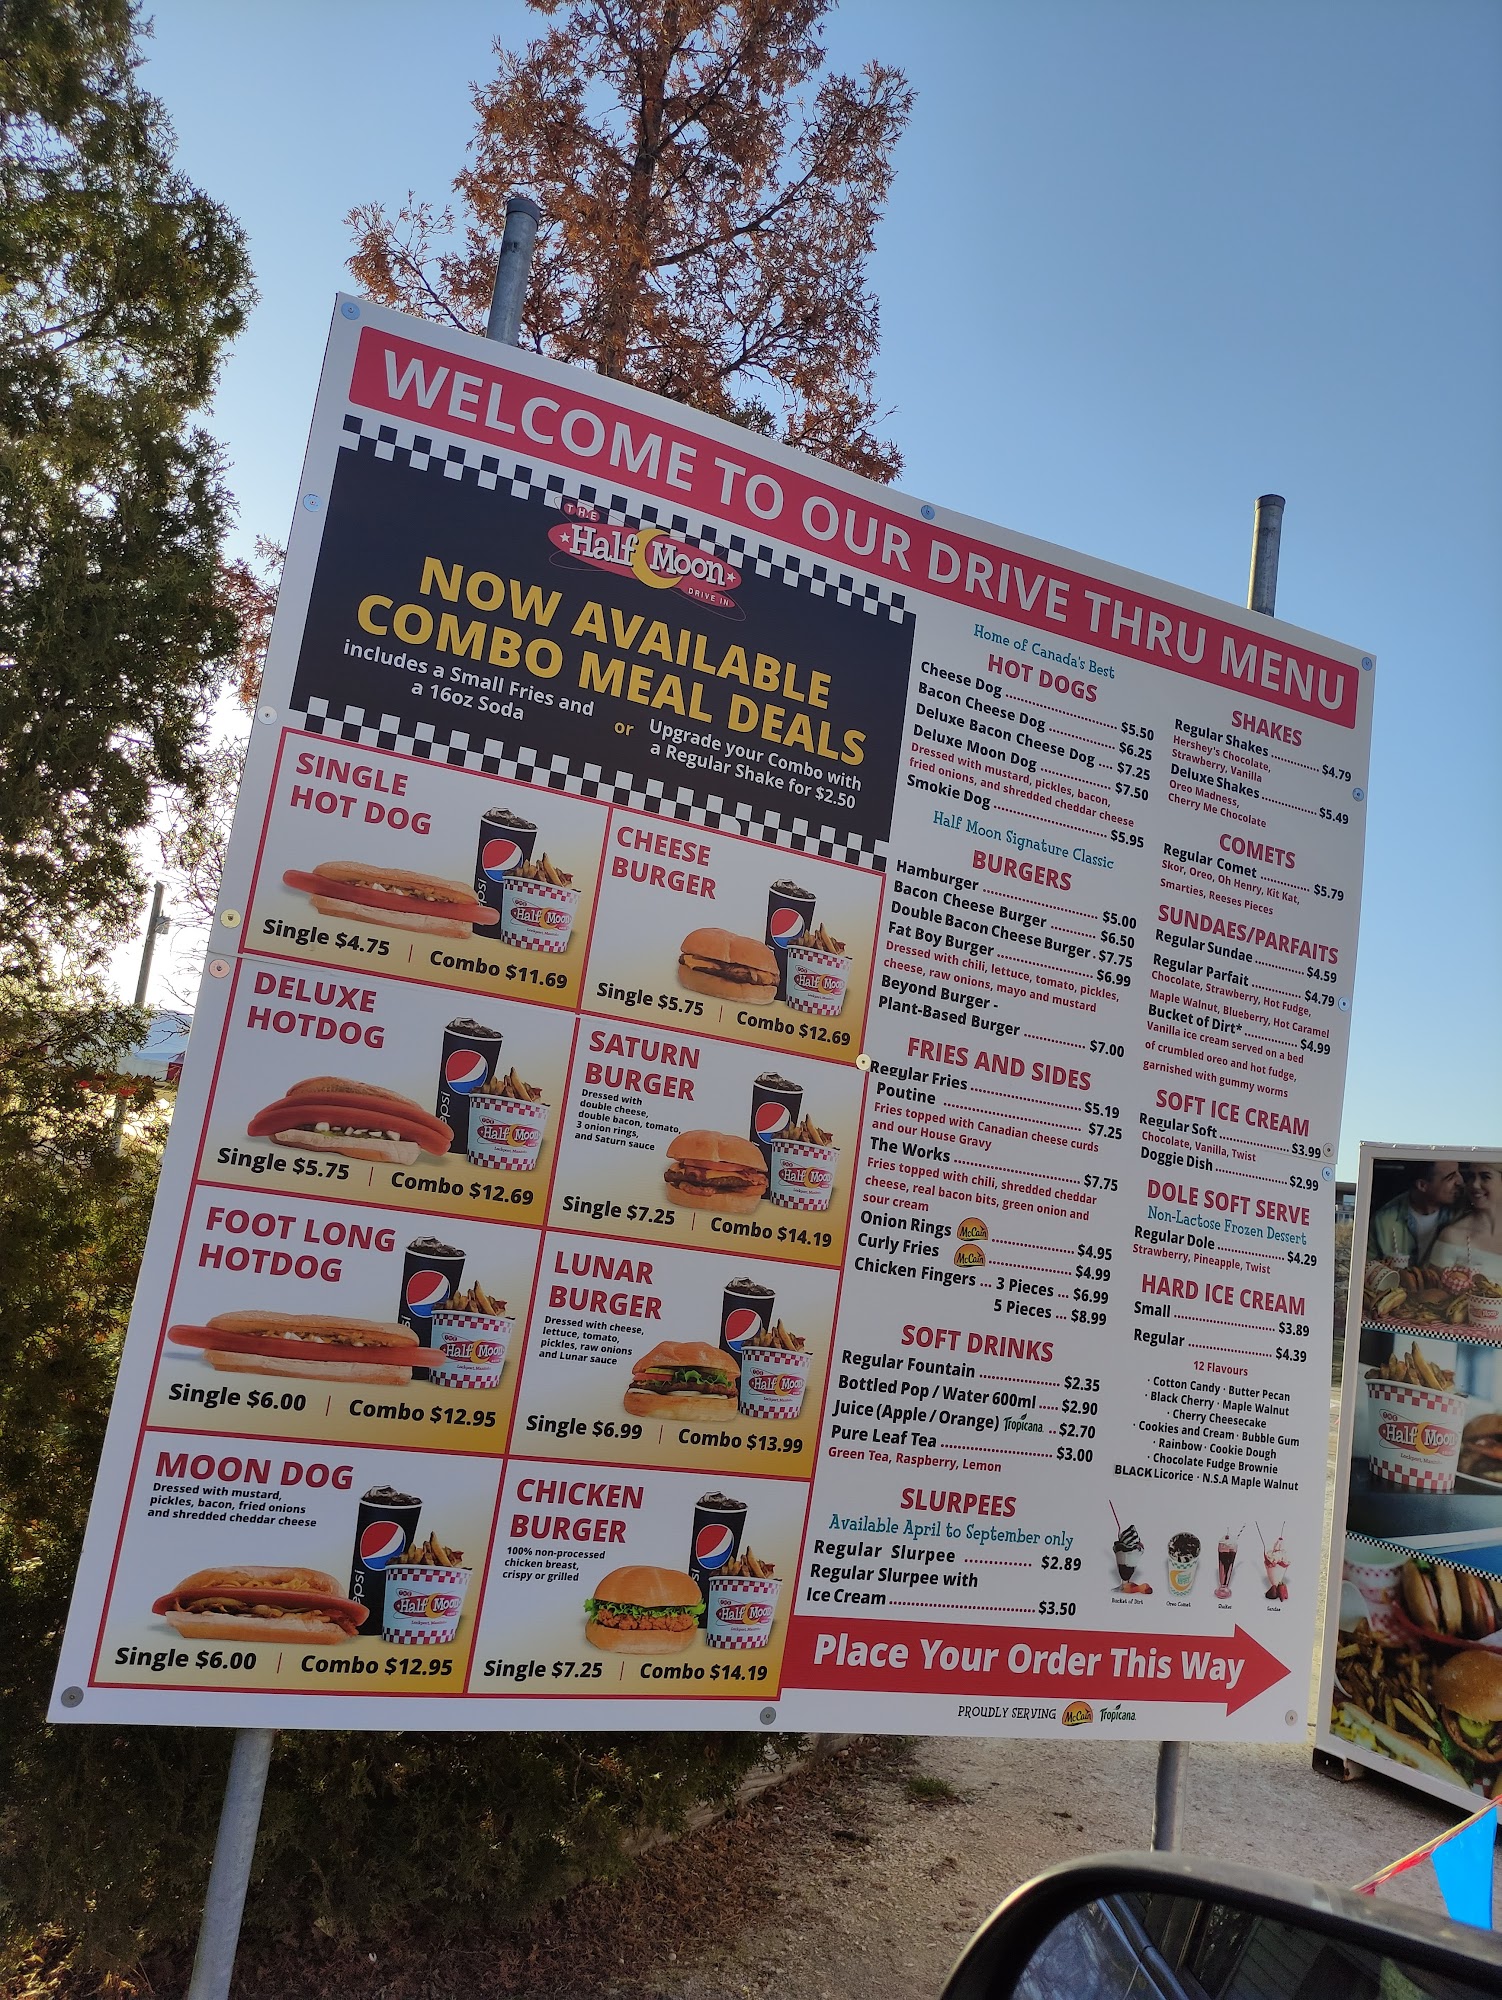 WELCOME TO OUR DRIVE THRU MENU
THE
Half Moon
DRIVE IN
NOW AVAILABLE
COMBO MEAL DEALS
includes a Small Fries and
a 16oz Soda
or
Upgrade your Combo with
a Regular Shake for $2.50
SINGLE
HOT DOG
Single $4.75 | Combo $11.69
CHEESE
BURGER
Single $5.75 | Combo $12.69
DELUXE
HOTDOG
Single $5.75 | Combo $12.69
SATURN
BURGER
Dressed with
double cheese,
double bacon, tomato,
3 onion rings,
and Saturn sauce
Single $7.25 | Combo $14.19
FOOT LONG
HOTDOG
Single $6.00 | Combo $12.95
LUNAR
BURGER
Dressed with cheese,
lettuce, tomato,
pickles, raw onions
and Lunar sauce
Single $6.99 | Combo $13.99
MOON DOG
Dressed with mustard,
pickles, bacon, fried onions
and shredded cheddar cheese
Single $6.00 | Combo $12.95
CHICKEN
BURGER
100% non-processed
chicken breast,
crispy or grilled
Single $7.25 | Combo $14.19
Home of Canada's Best
HOT DOGS
Cheese Dog ........ $5.50
Bacon Cheese Dog ........ $6.25
Deluxe Bacon Cheese Dog .... $7.25
Deluxe Moon Dog ........ $7.50
Dressed with mustard, pickles, bacon,
fried onions, and shredded cheddar cheese
Smokie Dog ........ $5.95
Half Moon Signature Classic
BURGERS
Hamburger ........ $5.00
Bacon Cheese Burger ........ $6.50
Double Bacon Cheese Burger . $7.75
Fat Boy Burger ........ $6.99
Dressed with chili, lettuce, tomato, pickles,
cheese, raw onions, mayo and mustard
Beyond Burger -
Plant-Based Burger ........ $7.00
FRIES AND SIDES
Regular Fries ........ $5.19
Poutine ........ $7.25
Fries topped with Canadian cheese curds
and our House Gravy
The Works ........ $7.75
Fries topped with chili, shredded cheddar
cheese, real bacon bits, green onion and
sour cream
Onion Rings McCain ........ $4.95
Curly Fries McCain ........ $4.99
Chicken Fingers ... 3 Pieces ... $6.99
5 Pieces ... $8.99
SOFT DRINKS
Regular Fountain ........ $2.35
Bottled Pop / Water 600ml ..... $2.90
Juice (Apple / Orange) Tropicana .. $2.70
Pure Leaf Tea ........ $3.00
Green Tea, Raspberry, Lemon
SLURPEES
Available April to September only
Regular Slurpee ........ $2.89
Regular Slurpee with
Ice Cream ........ $3.50
SHAKES
Regular Shakes ........ $4.79
Hershey's Chocolate,
Strawberry, Vanilla
Deluxe Shakes ........ $5.49
Oreo Madness,
Cherry Me Chocolate
COMETS
Regular Comet ........ $5.79
Skor, Oreo, Oh Henry, Kit Kat,
Smarties, Reeses Pieces
SUNDAES/PARFAITS
Regular Sundae ........ $4.59
Regular Parfait ........ $4.79
Chocolate, Strawberry, Hot Fudge,
Maple Walnut, Blueberry, Hot Caramel
Bucket of Dirt* ........ $4.99
Vanilla ice cream served on a bed
of crumbled oreo and hot fudge,
garnished with gummy worms
SOFT ICE CREAM
Regular Soft ........ $3.99
Chocolate, Vanilla, Twist
Doggie Dish ........ $2.99
DOLE SOFT SERVE
Non-Lactose Frozen Dessert
Regular Dole ........ $4.29
Strawberry, Pineapple, Twist
HARD ICE CREAM
Small ........ $3.89
Regular ........ $4.39
12 Flavours
· Cotton Candy · Butter Pecan
· Black Cherry · Maple Walnut
· Cherry Cheesecake
· Cookies and Cream · Bubble Gum
· Rainbow · Cookie Dough
· Chocolate Fudge Brownie
BLACK Licorice · N.S.A Maple Walnut
Bucket of Dirt
Oreo Comet
Place Your Order This Way
PROUDLY SERVING McCain Tropicana
Half Moon